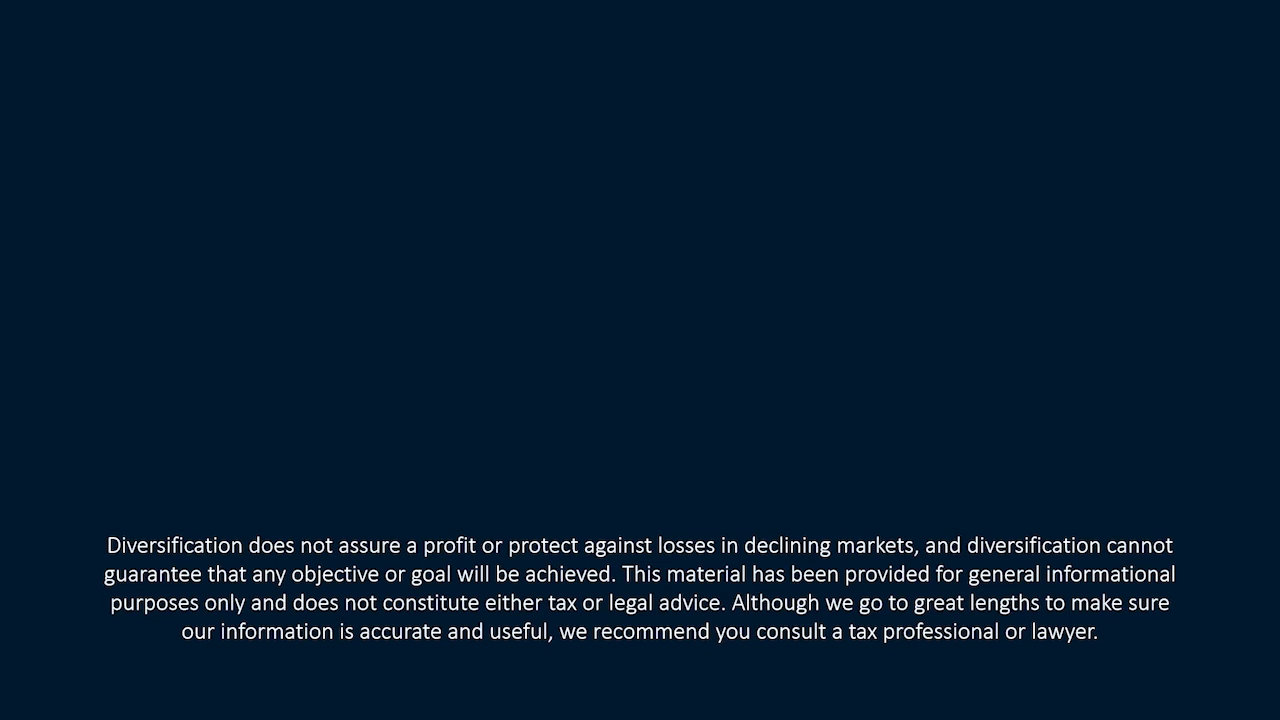 Diversification does not assure a profit or protect against losses in declining markets, and diversification cannot
guarantee that any objective or goal will be achieved. This material has been provided for general informational
purposes only and does not constitute either tax or legal advice. Although we go to great lengths to make sure
our information is accurate and useful, we recommend you consult a tax professional or lawyer.